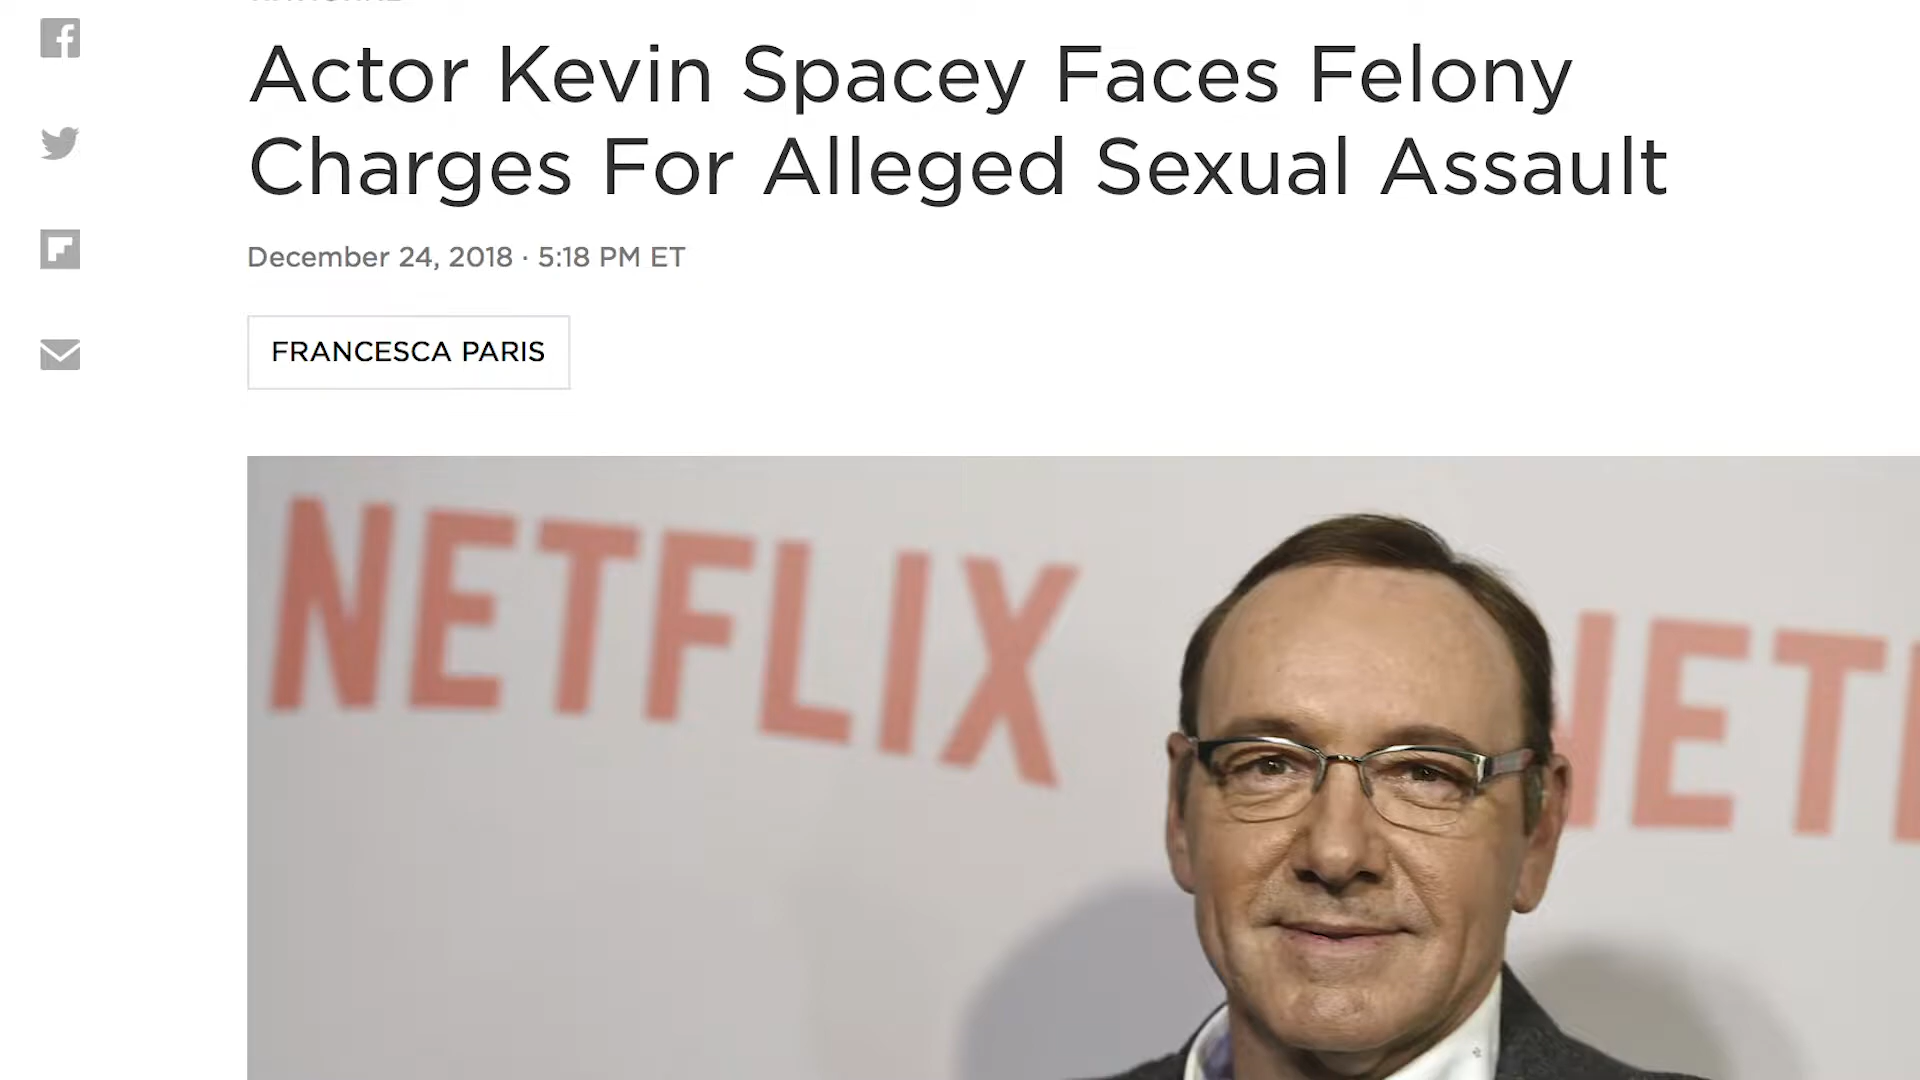 Actor Kevin Spacey Faces Felony
Charges For Alleged Sexual Assault
December 24, 2018 · 5:18 PM ET
FRANCESCA PARIS
NETFLIX
NETF